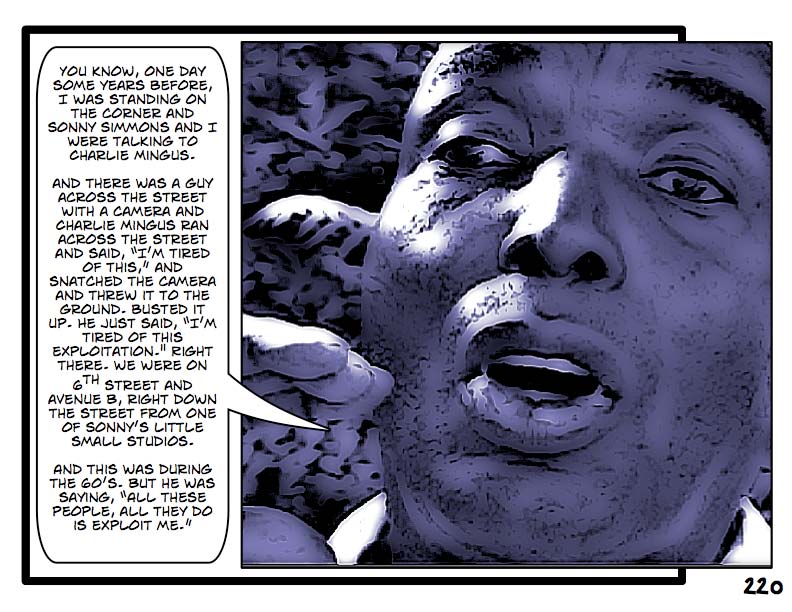 YOU KNOW, ONE DAY
SOME YEARS BEFORE,
I WAS STANDING ON
THE CORNER AND
SONNY SIMMONS AND I
WERE TALKING TO
CHARLIE MINGUS.
AND THERE WAS A GUY
ACROSS THE STREET
WITH A CAMERA AND
CHARLIE MINGUS RAN
ACROSS THE STREET
AND SAID, "I'M TIRED
OF THIS," AND
SNATCHED THE CAMERA
AND THREW IT TO THE
GROUND. BUSTED IT
UP. HE JUST SAID, "I'M
TIRED OF THIS
EXPLOITATION." RIGHT
THERE. WE WERE ON
6TH STREET AND
AVENUE B, RIGHT DOWN
THE STREET FROM ONE
OF SONNY'S LITTLE
SMALL STUDIOS.
AND THIS WAS DURING
THE 60'S. BUT HE WAS
SAYING, "ALL THESE
PEOPLE, ALL THEY DO
IS EXPLOIT ME."
220